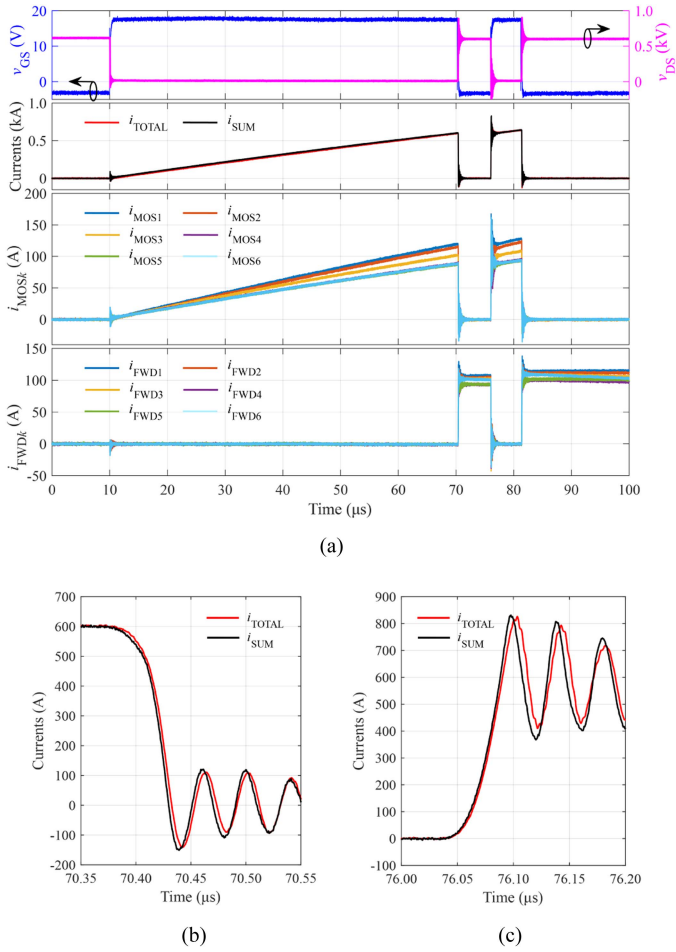 20
10
0
v_GS (V)
1.0
0.5
0
v_DS (kV)
1.0
0.5
0
Currents (kA)
i_TOTAL i_SUM
200
150
100
50
0
i_MOSk (A)
i_MOS1 i_MOS2
i_MOS3 i_MOS4
i_MOS5 i_MOS6
150
100
50
0
-50
i_FWDk (A)
i_FWD1 i_FWD2
i_FWD3 i_FWD4
i_FWD5 i_FWD6
0 10 20 30 40 50 60 70 80 90 100
Time (μs)
(a)
700
600
500
400
300
200
100
0
-100
-200
Currents (A)
i_TOTAL
i_SUM
70.35 70.40 70.45 70.50 70.55
Time (μs)
(b)
900
800
700
600
500
400
300
200
100
0
-100
Currents (A)
i_TOTAL
i_SUM
76.00 76.05 76.10 76.15 76.20
Time (μs)
(c)